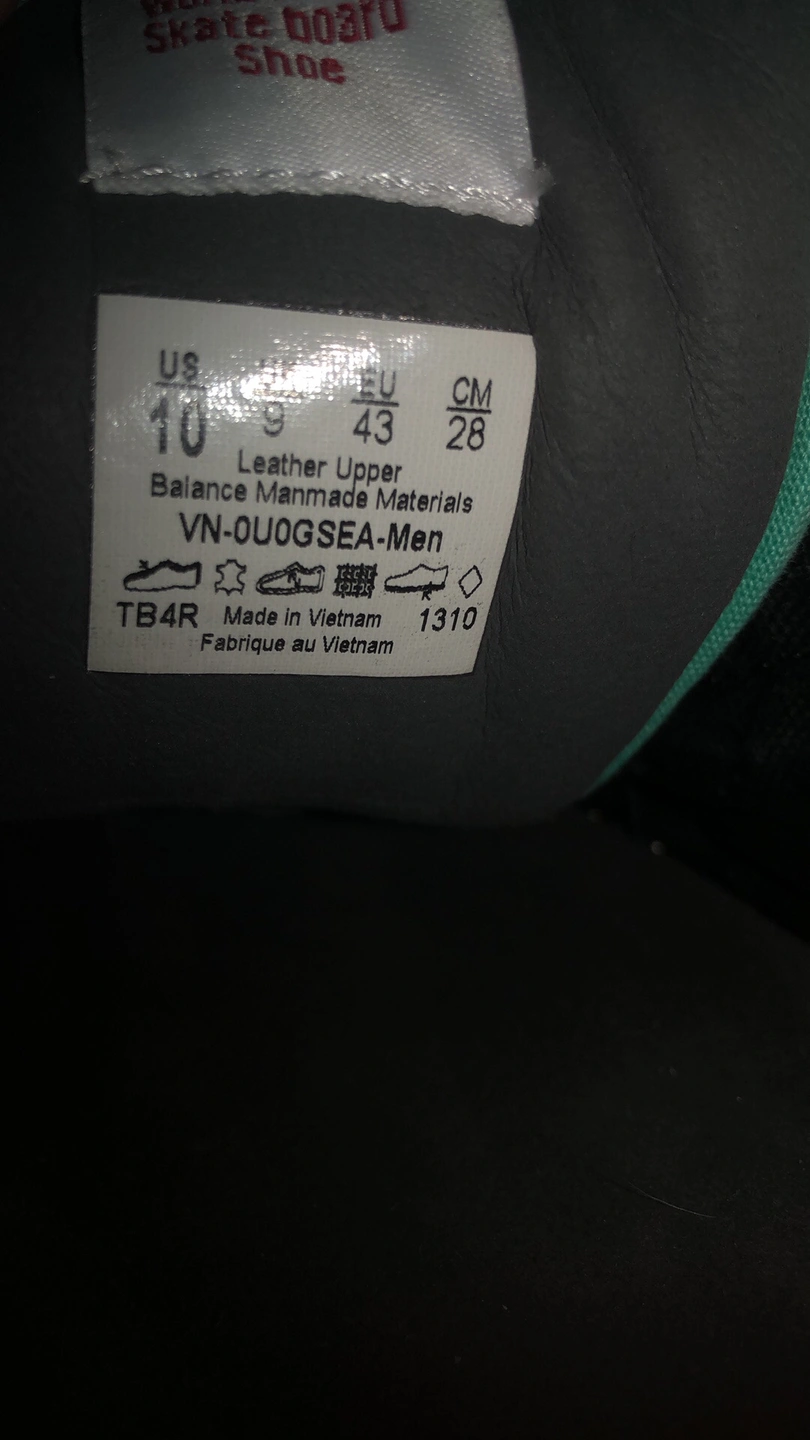 Skate board
Shoe
US EU CM
10 9 43 28
Leather Upper
Balance Manmade Materials
VN-0U0GSEA-Men
TB4R Made in Vietnam 1310
Fabrique au Vietnam